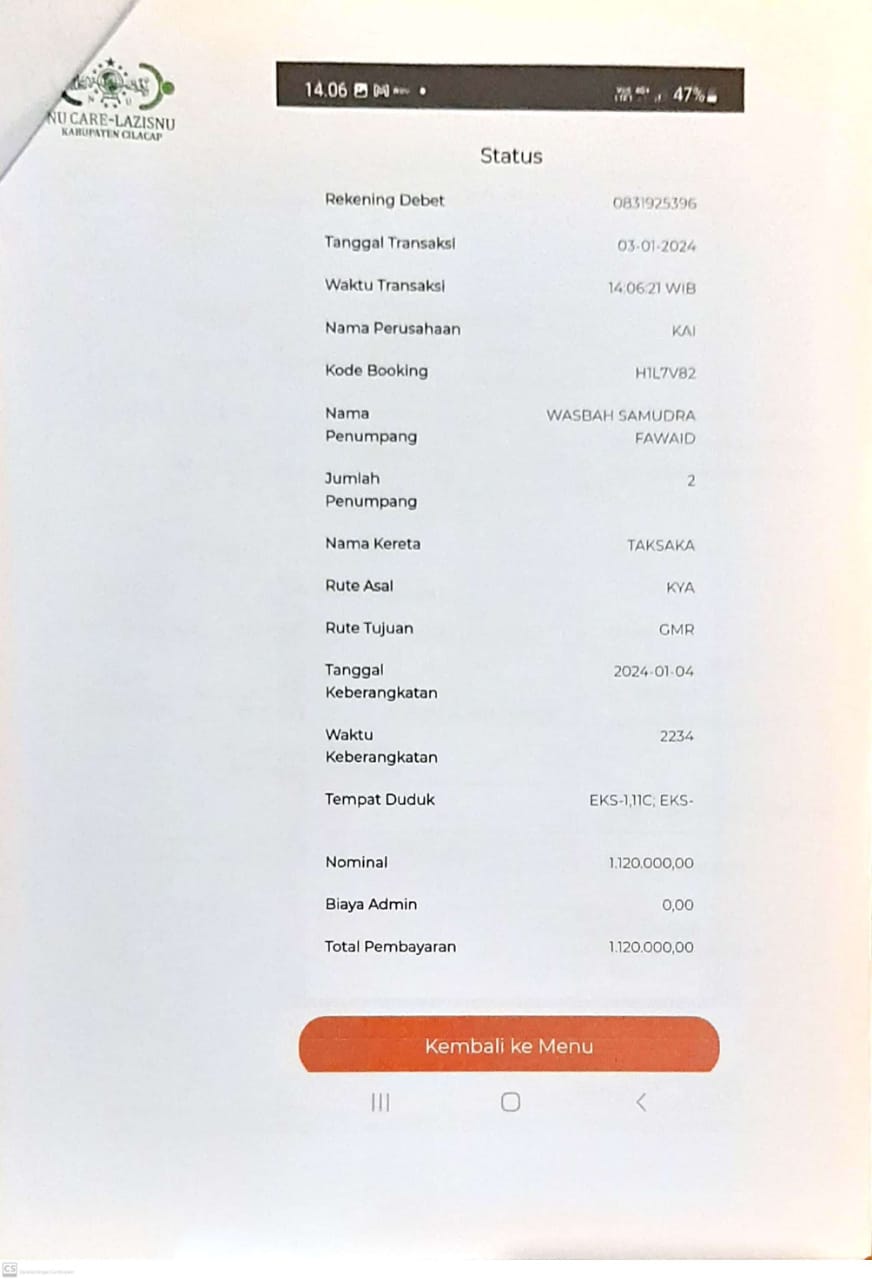 NU CARE-LAZISNU
KABUPATEN CILACAP
14.06
47%
Status
Rekening Debet 0831925396
Tanggal Transaksi 03-01-2024
Waktu Transaksi 14:06:21 WIB
Nama Perusahaan KAI
Kode Booking H1L7V82
Nama WASBAH SAMUDRA
Penumpang FAWAID
Jumlah 2
Penumpang
Nama Kereta TAKSAKA
Rute Asal KYA
Rute Tujuan GMR
Tanggal 2024-01-04
Keberangkatan
Waktu 2234
Keberangkatan
Tempat Duduk EKS-1,11C; EKS-
Nominal 1.120.000,00
Biaya Admin 0,00
Total Pembayaran 1.120.000,00
Kembali ke Menu
CS